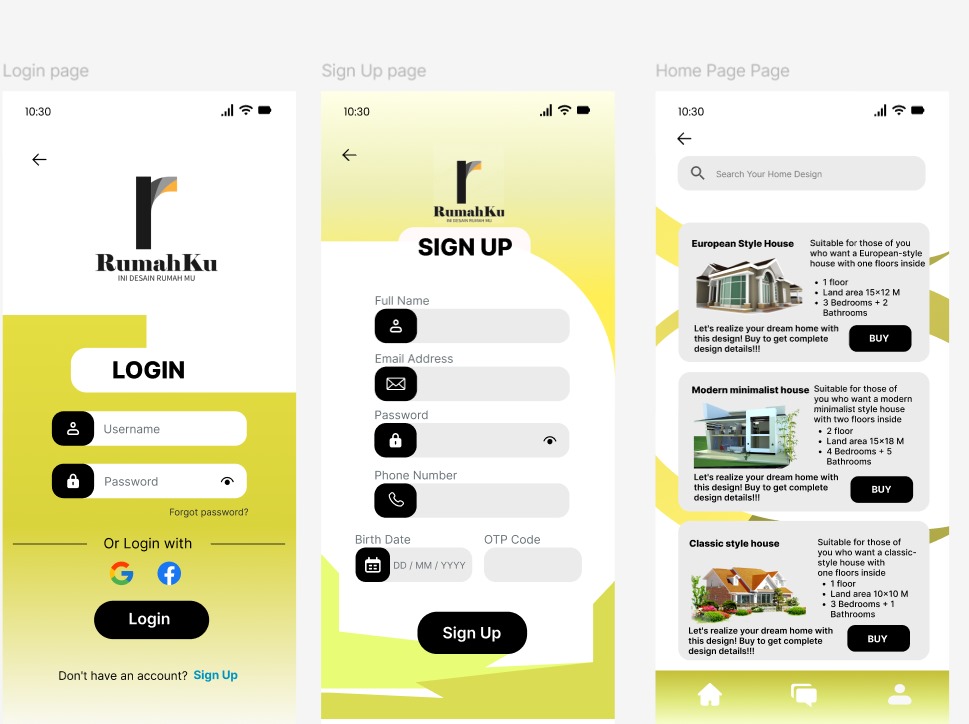 Login page
10:30
RumahKu
INI DESAIN RUMAH MU
LOGIN
Username
Password
Forgot password?
Or Login with
Login
Don't have an account? Sign Up
Sign Up page
10:30
RumahKu
INI DESAIN RUMAH MU
SIGN UP
Full Name
Email Address
Password
Phone Number
Birth Date
OTP Code
DD / MM / YYYY
Sign Up
Home Page Page
10:30
Search Your Home Design
European Style House
Suitable for those of you
who want a European-style
house with one floors inside
• 1 floor
• Land area 15x12 M
• 3 Bedrooms + 2
Bathrooms
Let's realize your dream home with
this design! Buy to get complete
design details!!!
BUY
Modern minimalist house
Suitable for those of
you who want a modern
minimalist style house
with two floors inside
• 2 floor
• Land area 15x18 M
• 4 Bedrooms + 5
Bathrooms
Let's realize your dream home with
this design! Buy to get complete
design details!!!
BUY
Classic style house
Suitable for those of
you who want a classic-
style house with
one floors inside
• 1 floor
• Land area 10x10 M
• 3 Bedrooms + 1
Bathrooms
Let's realize your dream home with
this design! Buy to get complete
design details!!!
BUY